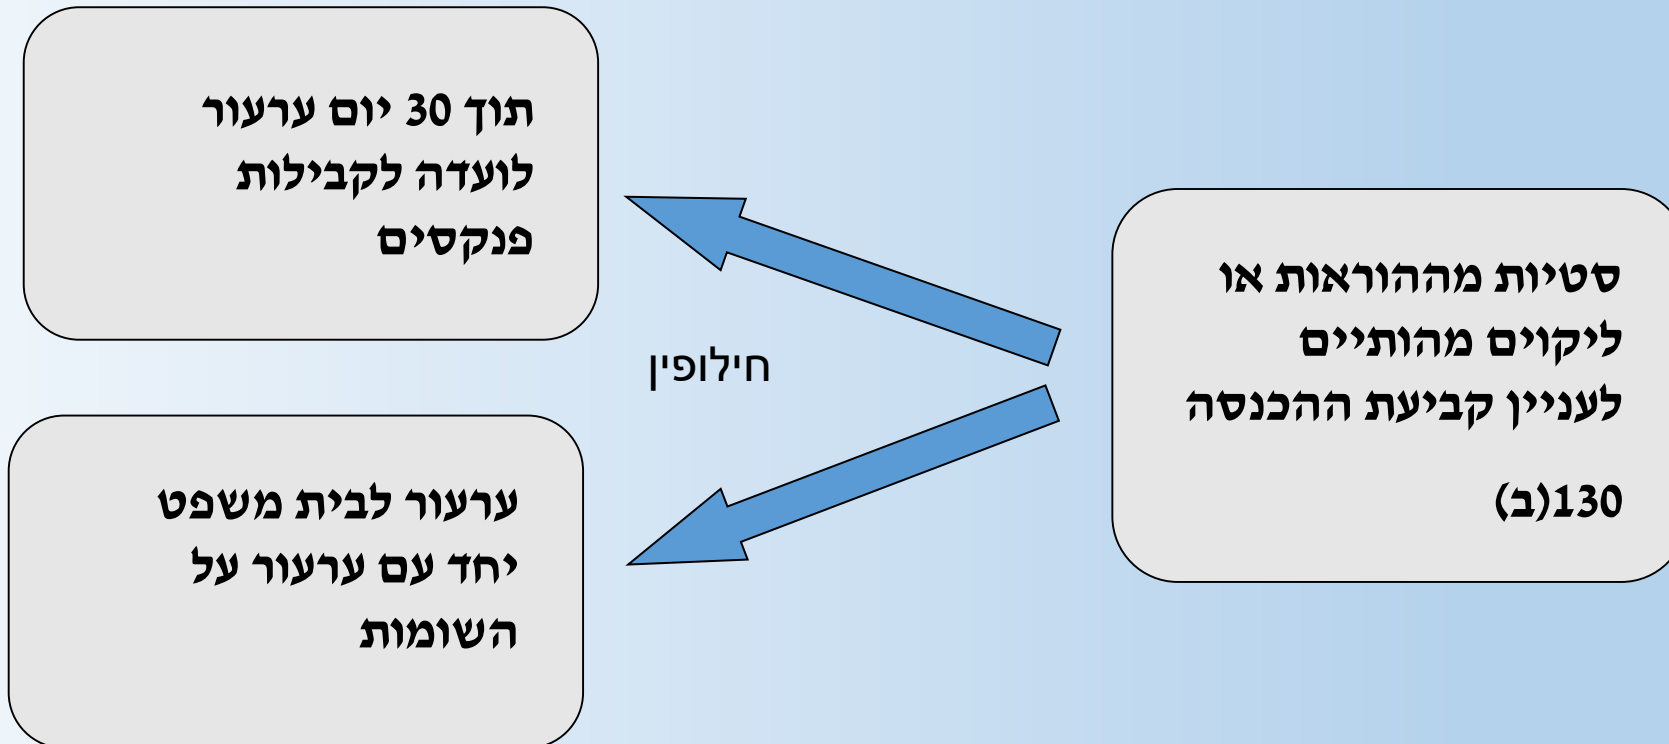 סטיות מההוראות או
ליקוים מהותיים
לעניין קביעת ההכנסה
130(ב)
תוך 30 יום ערעור
לועדה לקבילות
פנקסים
חילופין
ערעור לבית משפט
יחד עם ערעור על
השומות